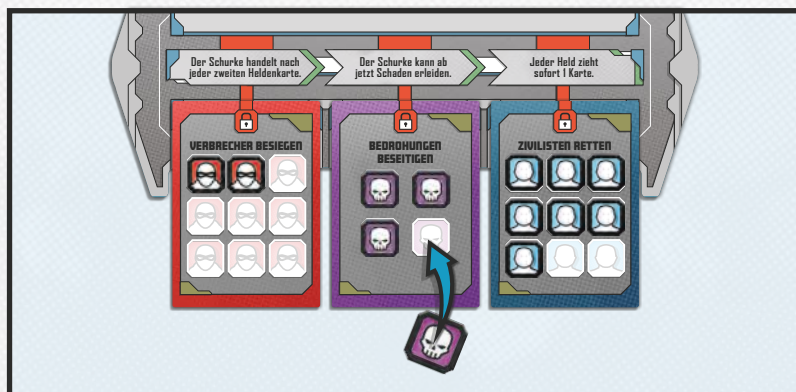 Der Schurke handelt nach
jeder zweiten Heldenkarte.
Der Schurke kann ab
jetzt Schaden erleiden.
Jeder Held zieht
sofort 1 Karte.
VERBRECHER BESIEGEN
BEDROHUNGEN
BESEITIGEN
ZIVILISTEN RETTEN